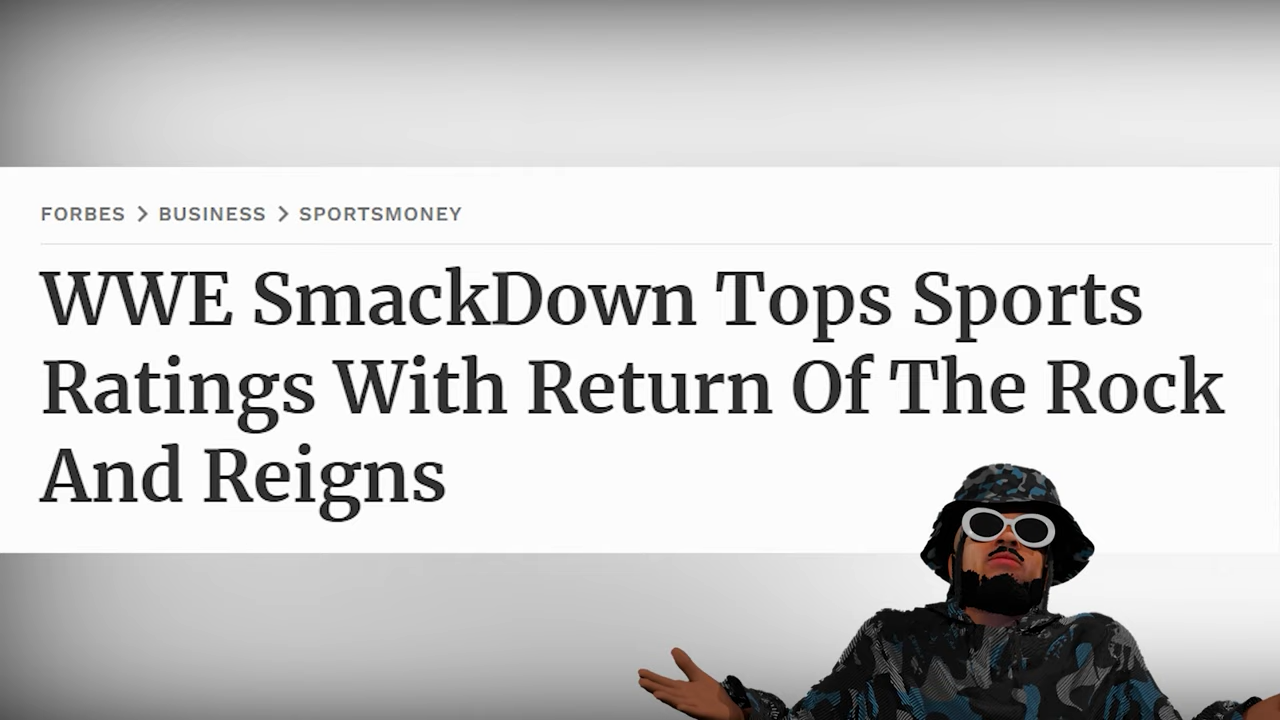 FORBES > BUSINESS > SPORTSMONEY
WWE SmackDown Tops Sports
Ratings With Return Of The Rock
And Reigns